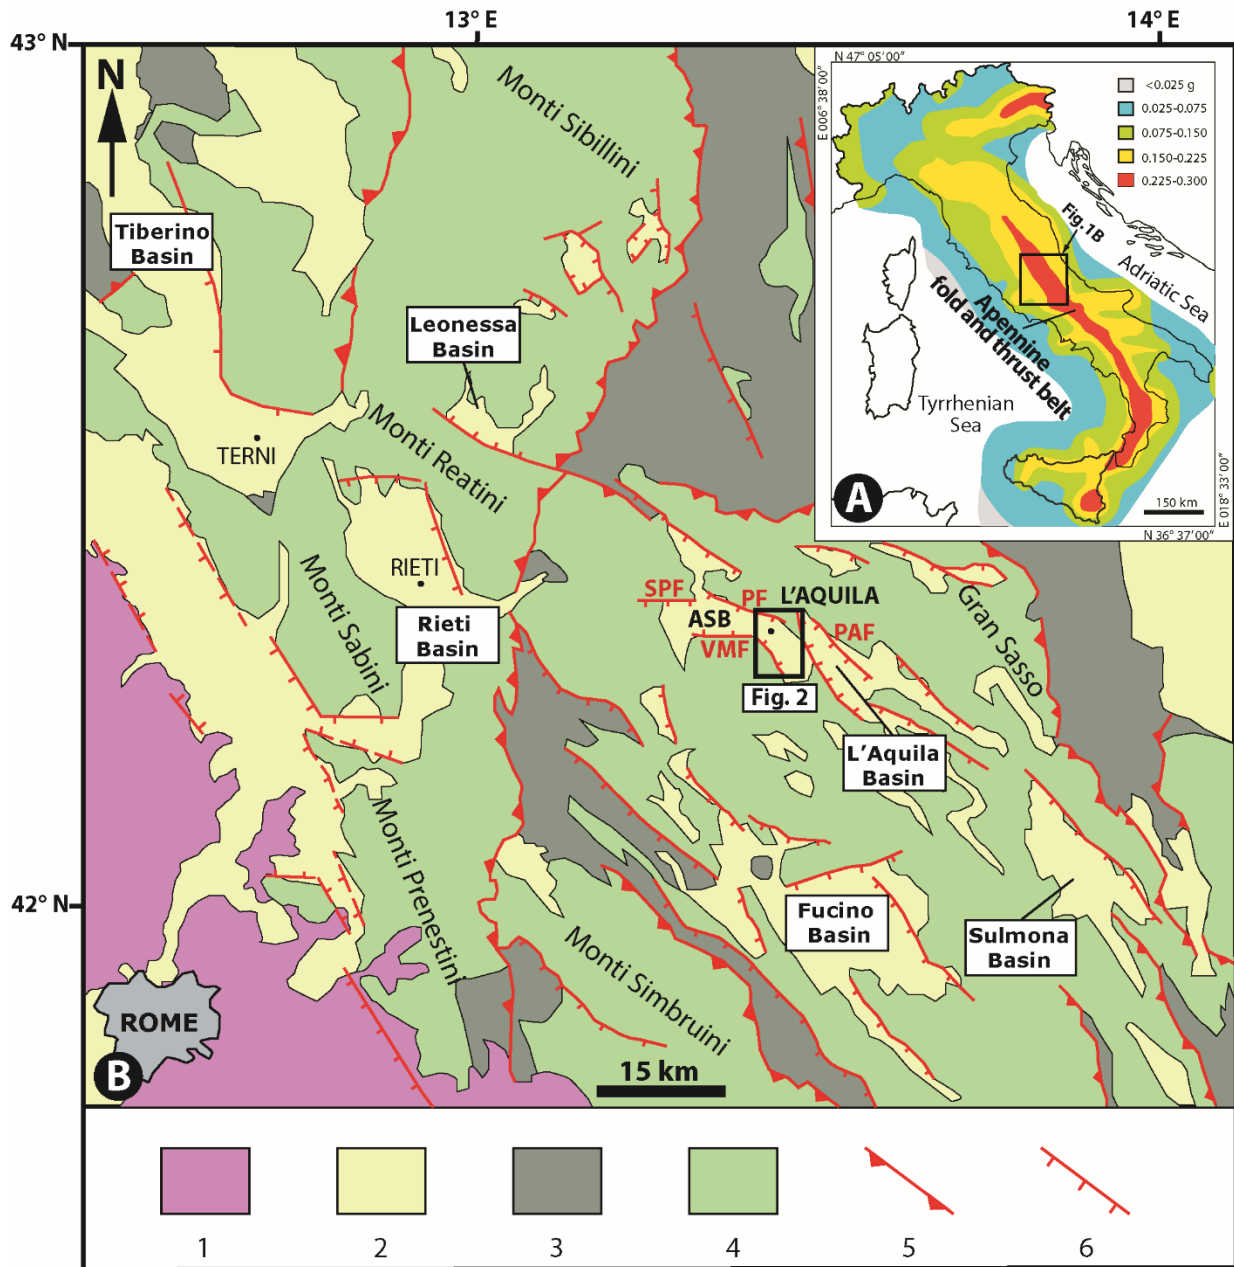 13° E
14° E
43° N
N
Monti Sibillini
N 47° 05' 00"
E 006° 38' 00"
<0.025 g
0.025-0.075
0.075-0.150
0.150-0.225
0.225-0.300
Fig.1B
Adriatic Sea
Apennine
fold and thrust belt
Tyrrhenian
Sea
A
150 km
E 018° 33' 00"
N 36° 37' 00"
Tiberino
Basin
Leonessa
Basin
TERNI
Monti Reatini
RIETI
Rieti
Basin
Monti Sabini
SPF
PF
L'AQUILA
ASB
VMF
PAF
Gran Sasso
Fig. 2
L'Aquila
Basin
Monti Prenestini
42° N
Fucino
Basin
Sulmona
Basin
Monti Simbruini
ROME
B
15 km
1
2
3
4
5
6